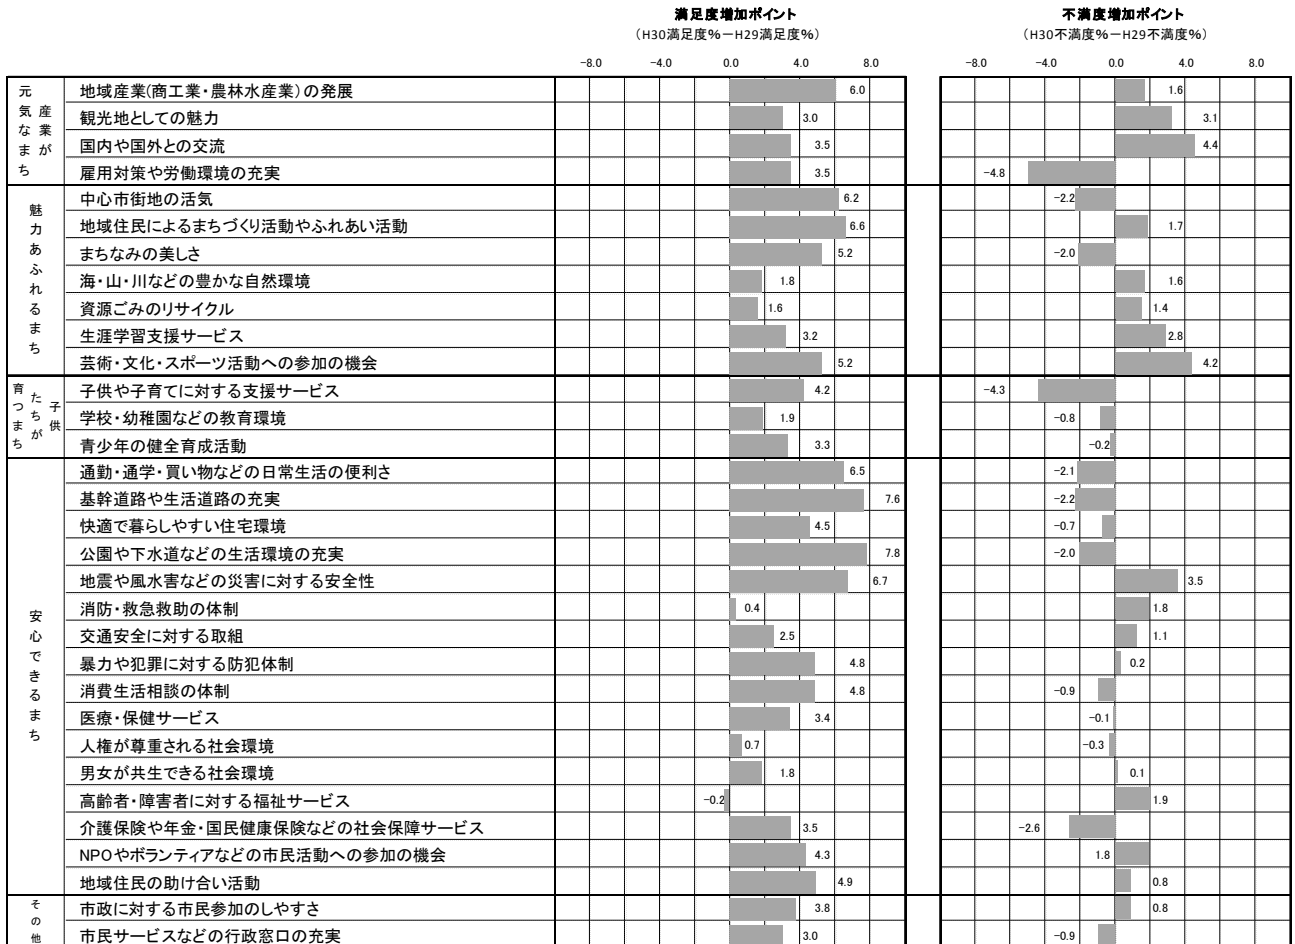 満足度増加ポイント
（H30満足度%－H29満足度%）
不満度増加ポイント
（H30不満度%－H29不満度%）
-8.0 -4.0 0.0 4.0 8.0
-8.0 -4.0 0.0 4.0 8.0
産業が
元気なまち
地域産業(商工業・農林水産業)の発展 6.0 1.6
観光地としての魅力 3.0 3.1
国内や国外との交流 3.5 4.4
雇用対策や労働環境の充実 3.5 -4.8
魅力あふれるまち
中心市街地の活気 6.2 -2.2
地域住民によるまちづくり活動やふれあい活動 6.6 1.7
まちなみの美しさ 5.2 -2.0
海・山・川などの豊かな自然環境 1.8 1.6
資源ごみのリサイクル 1.6 1.4
生涯学習支援サービス 3.2 2.8
芸術・文化・スポーツ活動への参加の機会 5.2 4.2
子供
たちが
育つまち
子供や子育てに対する支援サービス 4.2 -4.3
学校・幼稚園などの教育環境 1.9 -0.8
青少年の健全育成活動 3.3 -0.2
安心できるまち
通勤・通学・買い物などの日常生活の便利さ 6.5 -2.1
基幹道路や生活道路の充実 7.6 -2.2
快適で暮らしやすい住宅環境 4.5 -0.7
公園や下水道などの生活環境の充実 7.8 -2.0
地震や風水害などの災害に対する安全性 6.7 3.5
消防・救急救助の体制 0.4 1.8
交通安全に対する取組 2.5 1.1
暴力や犯罪に対する防犯体制 4.8 0.2
消費生活相談の体制 4.8 -0.9
医療・保健サービス 3.4 -0.1
人権が尊重される社会環境 0.7 -0.3
男女が共生できる社会環境 1.8 0.1
高齢者・障害者に対する福祉サービス -0.2 1.9
介護保険や年金・国民健康保険などの社会保障サービス 3.5 -2.6
NPOやボランティアなどの市民活動への参加の機会 4.3 1.8
地域住民の助け合い活動 4.9 0.8
その他
市政に対する市民参加のしやすさ 3.8 0.8
市民サービスなどの行政窓口の充実 3.0 -0.9